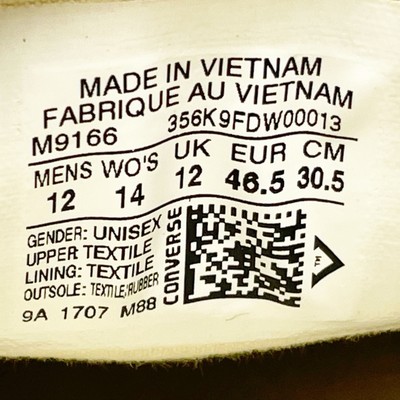 MADE IN VIETNAM
FABRIQUE AU VIETNAM
M9166 356K9FDW00013
MENS WO'S UK EUR CM
12 14 12 46.5 30.5
GENDER: UNISEX
UPPER: TEXTILE
LINING: TEXTILE
OUTSOLE: TEXTILE/RUBBER
9A 1707 M88
CONVERSE
TM